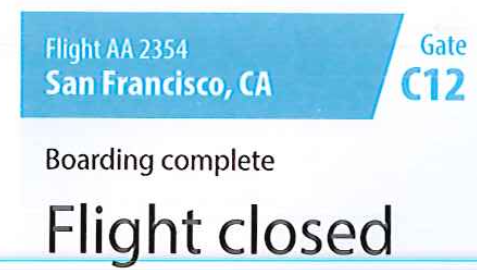 Flight AA 2354
San Francisco, CA
Gate
C12
Boarding complete
Flight closed